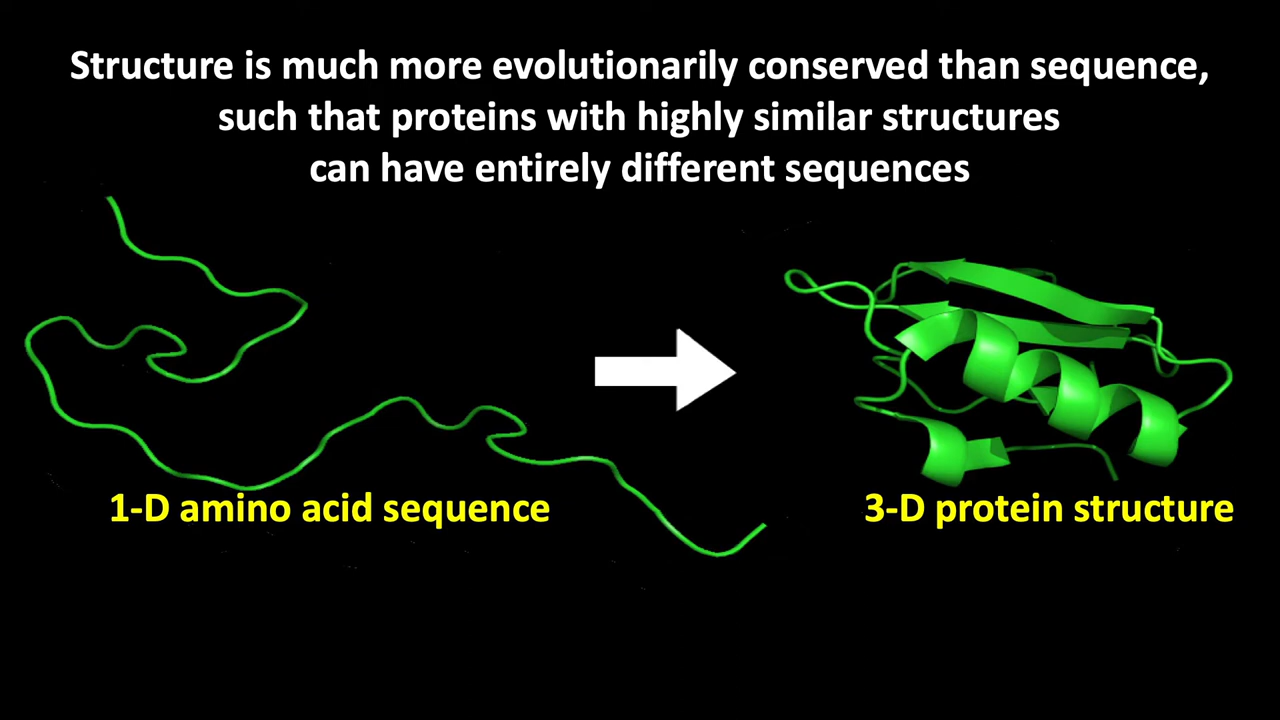 Structure is much more evolutionarily conserved than sequence,
such that proteins with highly similar structures
can have entirely different sequences
1-D amino acid sequence
3-D protein structure